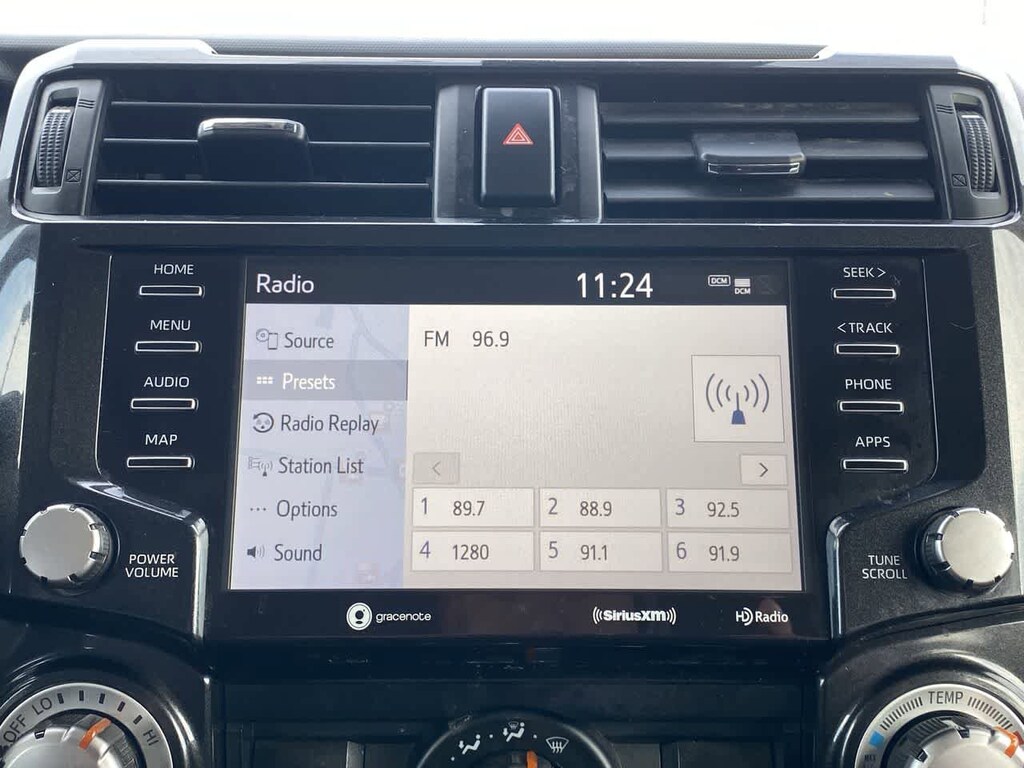 HOME
MENU
AUDIO
MAP
POWER
VOLUME
Radio 11:24 DCM DCM
Source
Presets
Radio Replay
Station List
Options
Sound
FM 96.9
1 89.7 2 88.9 3 92.5
4 1280 5 91.1 6 91.9
SEEK >
< TRACK
PHONE
APPS
TUNE
SCROLL
gracenote SiriusXM HD Radio
OFF LO HI
TEMP